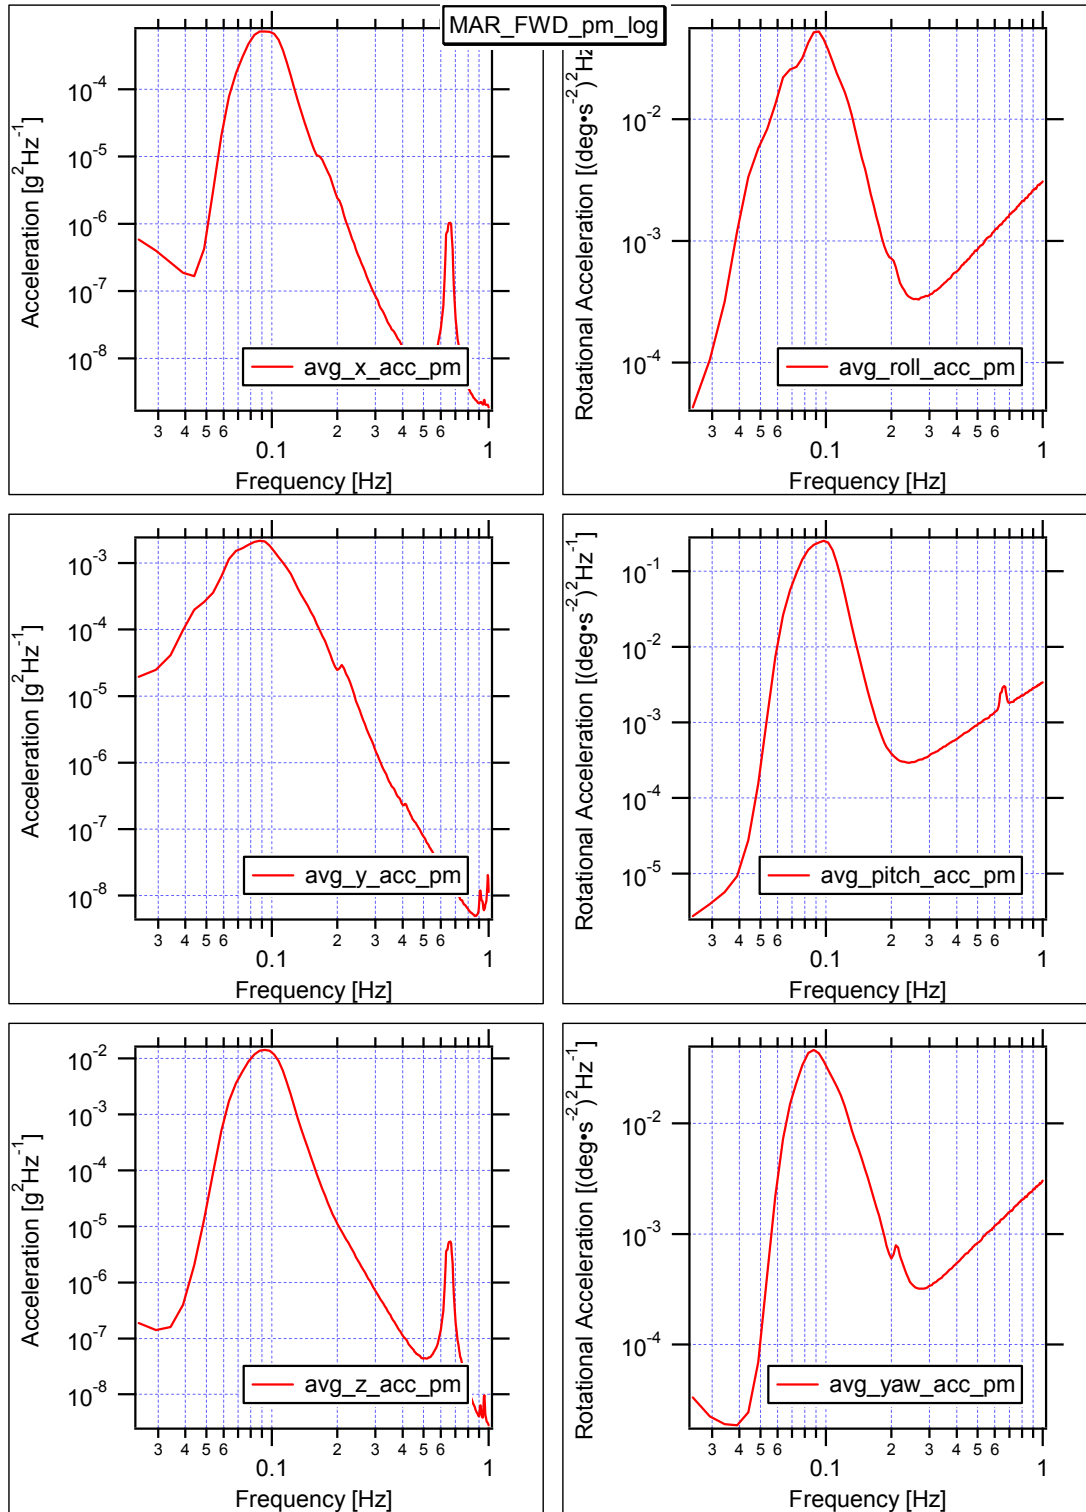 MAR_FWD_pm_log
Acceleration [g²Hz⁻¹]
10⁻⁴
10⁻⁵
10⁻⁶
10⁻⁷
10⁻⁸
avg_x_acc_pm
3 4 5 6 2 3 4 5 6
0.1 1
Frequency [Hz]
Rotational Acceleration [(deg•s⁻²)²Hz
10⁻²
10⁻³
10⁻⁴
avg_roll_acc_pm
3 4 5 6 2 3 4 5 6
0.1 1
Frequency [Hz]
Acceleration [g²Hz⁻¹]
10⁻³
10⁻⁴
10⁻⁵
10⁻⁶
10⁻⁷
10⁻⁸
avg_y_acc_pm
3 4 5 6 2 3 4 5 6
0.1 1
Frequency [Hz]
Rotational Acceleration [(deg•s⁻²)²Hz⁻¹]
10⁻¹
10⁻²
10⁻³
10⁻⁴
10⁻⁵
avg_pitch_acc_pm
3 4 5 6 2 3 4 5 6
0.1 1
Frequency [Hz]
Acceleration [g²Hz⁻¹]
10⁻²
10⁻³
10⁻⁴
10⁻⁵
10⁻⁶
10⁻⁷
10⁻⁸
avg_z_acc_pm
3 4 5 6 2 3 4 5 6
0.1 1
Frequency [Hz]
Rotational Acceleration [(deg•s⁻²)²Hz⁻¹]
10⁻²
10⁻³
10⁻⁴
avg_yaw_acc_pm
3 4 5 6 2 3 4 5 6
0.1 1
Frequency [Hz]